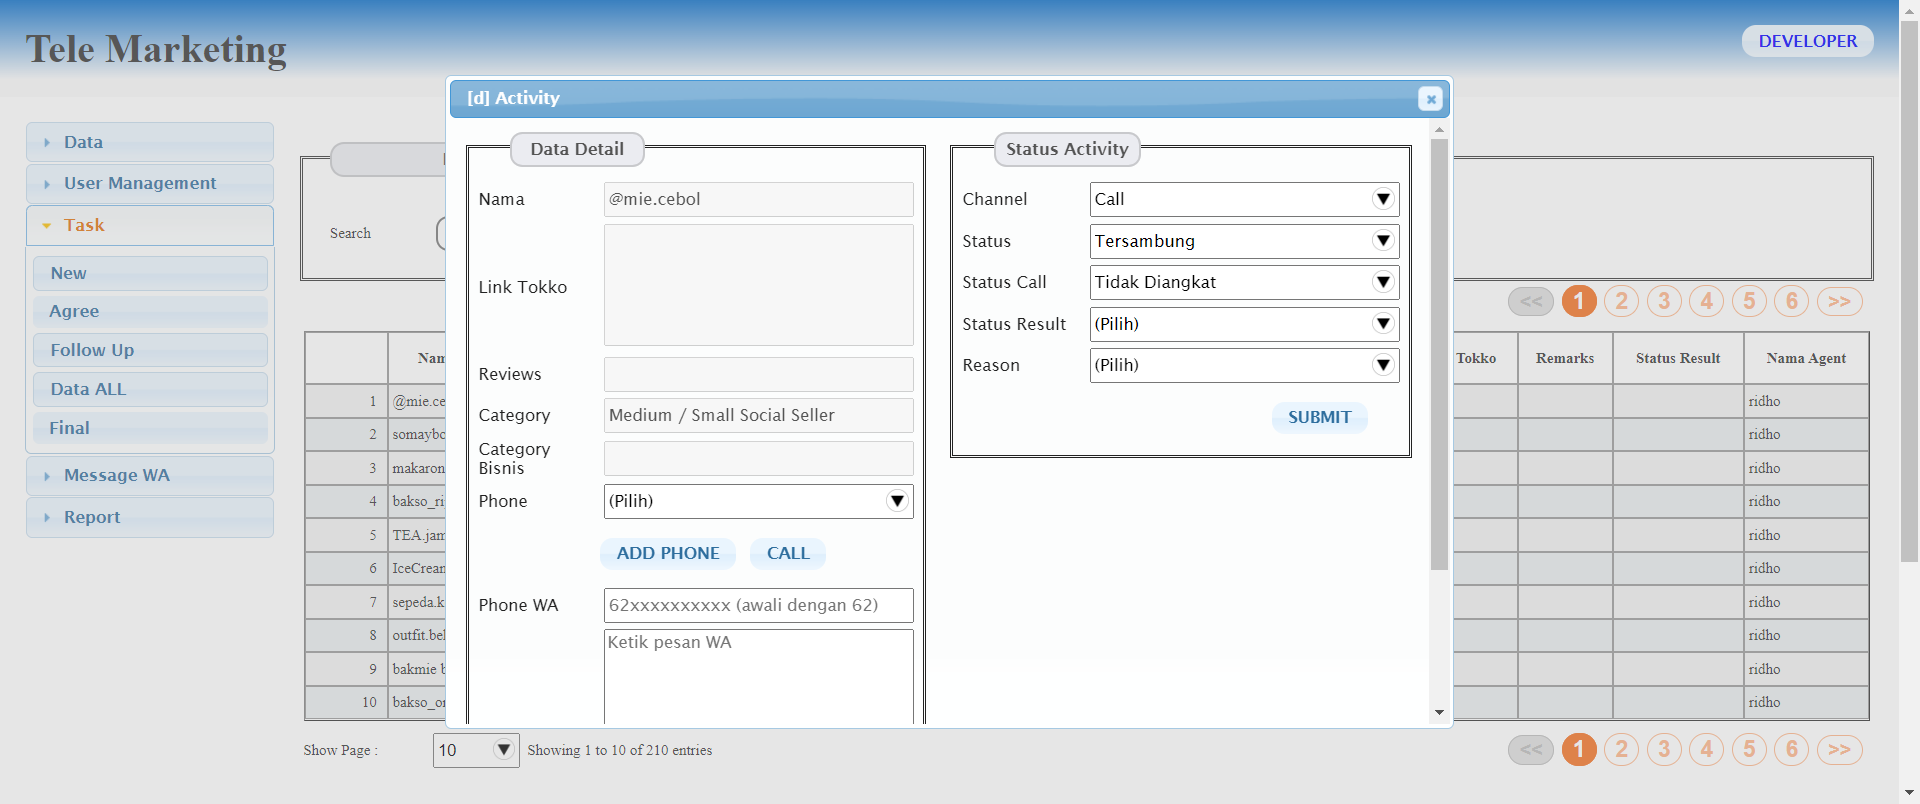 Tele Marketing
DEVELOPER
Data
User Management
Task
New
Agree
Follow Up
Data ALL
Final
Message WA
Report
Search
[d] Activity
Data Detail
Nama
@mie.cebol
Link Tokko
Reviews
Category
Medium / Small Social Seller
Category
Bisnis
Phone
(Pilih)
ADD PHONE
CALL
Phone WA
62xxxxxxxxxx (awali dengan 62)
Ketik pesan WA
Status Activity
Channel
Call
Status
Tersambung
Status Call
Tidak Diangkat
Status Result
(Pilih)
Reason
(Pilih)
SUBMIT
<< 1 2 3 4 5 6 >>
Tokko Remarks Status Result Nama Agent
1 @mie.ce ridho
2 ridho
3 makaron ridho
4 bakso_ri ridho
5 TEA.jam ridho
6 IceCream ridho
7 sepeda.k ridho
8 outfit.bel ridho
9 bakmie ridho
10 ridho
Show Page :
10
Showing 1 to 10 of 210 entries
<< 1 2 3 4 5 6 >>